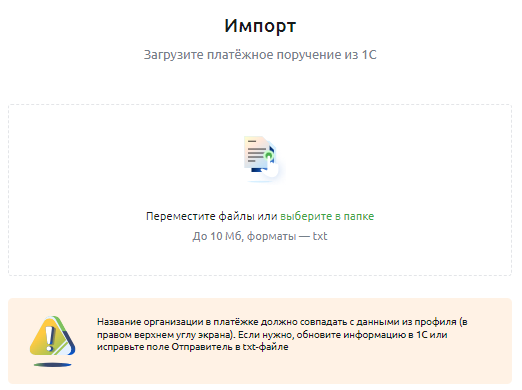 Импорт
Загрузите платёжное поручение из 1С
Переместите файлы или выберите в папке
До 10 Мб, форматы — txt
Название организации в платёжке должно совпадать с данными из профиля (в
правом верхнем углу экрана). Если нужно, обновите информацию в 1С или
исправьте поле Отправитель в txt-файле